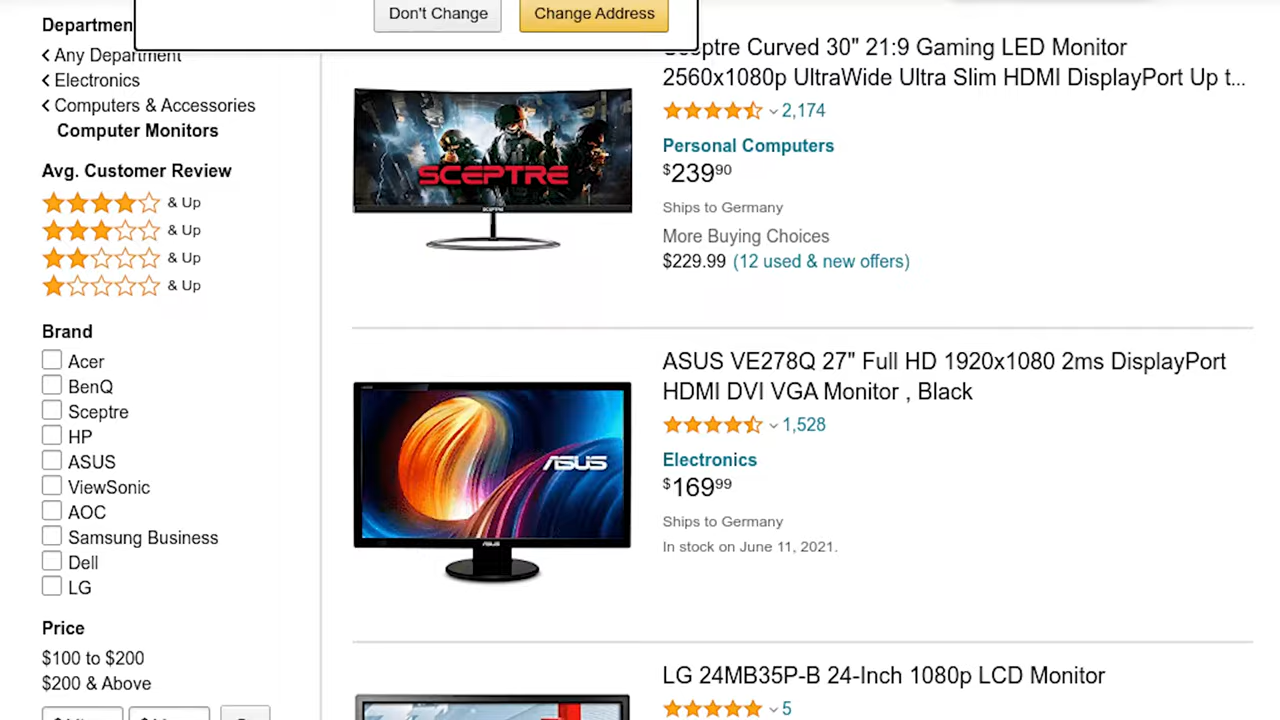 Don't Change
Change Address
Departmen
Any Department
Electronics
Computers & Accessories
Computer Monitors
Avg. Customer Review
& Up
& Up
& Up
& Up
Brand
Acer
BenQ
Sceptre
HP
ASUS
ViewSonic
AOC
Samsung Business
Dell
LG
Price
$100 to $200
$200 & Above
Sceptre Curved 30" 21:9 Gaming LED Monitor
2560x1080p UltraWide Ultra Slim HDMI DisplayPort Up t...
2,174
Personal Computers
$239 90
Ships to Germany
More Buying Choices
$229.99 (12 used & new offers)
SCEPTRE
SCEPTRE
ASUS VE278Q 27" Full HD 1920x1080 2ms DisplayPort
HDMI DVI VGA Monitor , Black
1,528
Electronics
$169 99
Ships to Germany
In stock on June 11, 2021.
ASUS
ASUS
LG 24MB35P-B 24-Inch 1080p LCD Monitor
5